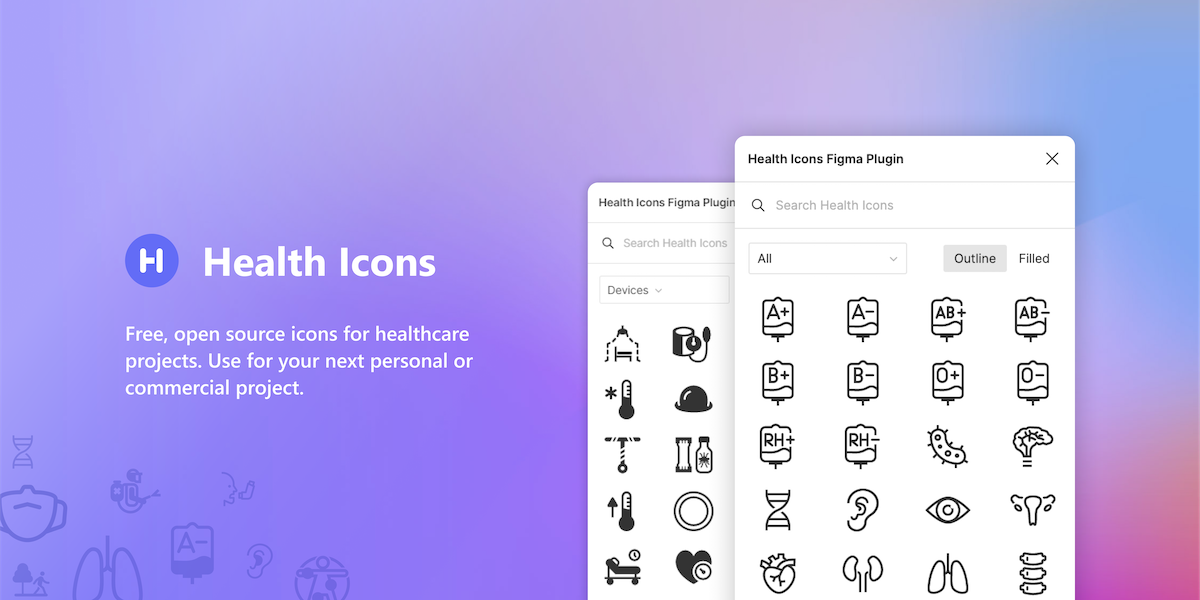 H Health Icons
Free, open source icons for healthcare
projects. Use for your next personal or
commercial project.
A-
Health Icons Figma Plugin
Search Health Icons
Devices
Health Icons Figma Plugin
Search Health Icons
All
Outline Filled
A+ A- AB+ AB-
B+ B- O+ O-
RH+ RH-